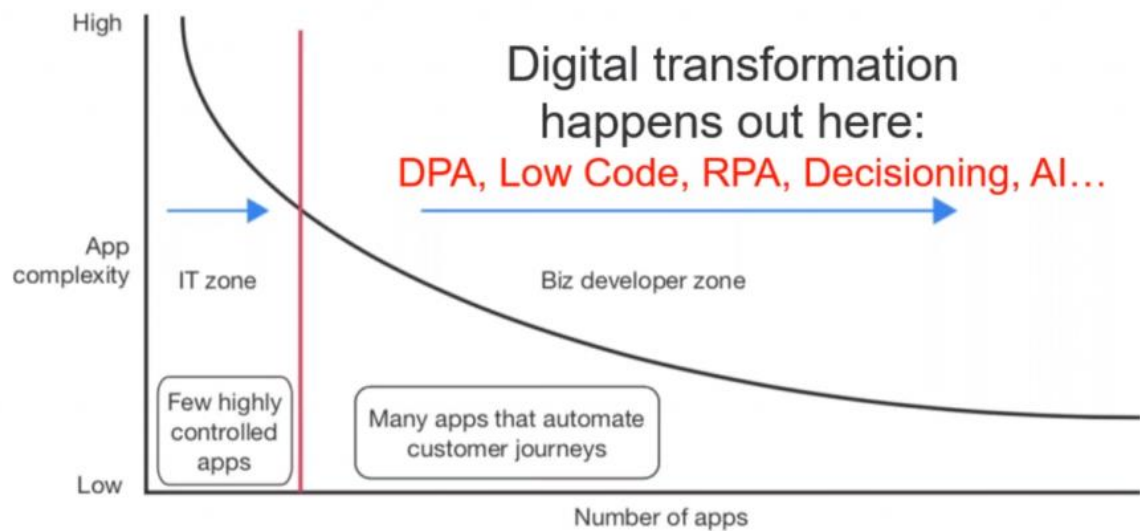 High
Digital transformation
happens out here:
DPA, Low Code, RPA, Decisioning, AI...
App
complexity
IT zone
Biz developer zone
Few highly
controlled
apps
Many apps that automate
customer journeys
Low
Number of apps